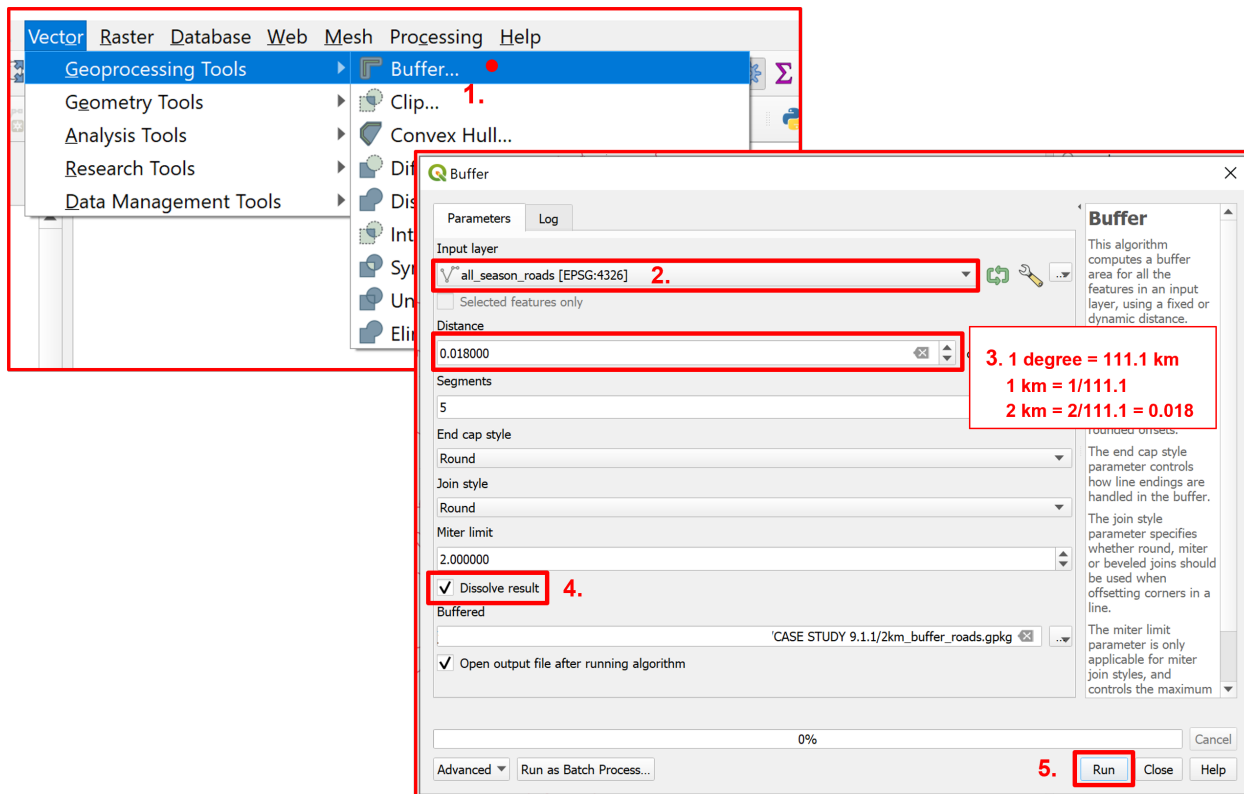 Vector Raster Database Web Mesh Processing Help
Geoprocessing Tools
Geometry Tools
Analysis Tools
Research Tools
Data Management Tools
Buffer...
1.
Clip...
Convex Hull...
Dif
Dis
Int
Syr
Un
Elir
Buffer
Parameters Log
Input layer
all_season_roads [EPSG:4326] 2.
Selected features only
Distance
0.018000
3. 1 degree = 111.1 km
1 km = 1/111.1
2 km = 2/111.1 = 0.018
Segments
5
End cap style
Round
Join style
Round
Miter limit
2.000000
Dissolve result 4.
Buffered
'CASE STUDY 9.1.1/2km_buffer_roads.gpkg
Open output file after running algorithm
Buffer
This algorithm
computes a buffer
area for all the
features in an input
layer, using a fixed or
dynamic distance.
rounded offsets.
The end cap style
parameter controls
how line endings are
handled in the buffer.
The join style
parameter specifies
whether round, miter
or beveled joins should
be used when
offsetting corners in a
line.
The miter limit
parameter is only
applicable for miter
join styles, and
controls the maximum
0% Cancel
Advanced Run as Batch Process... 5. Run Close Help